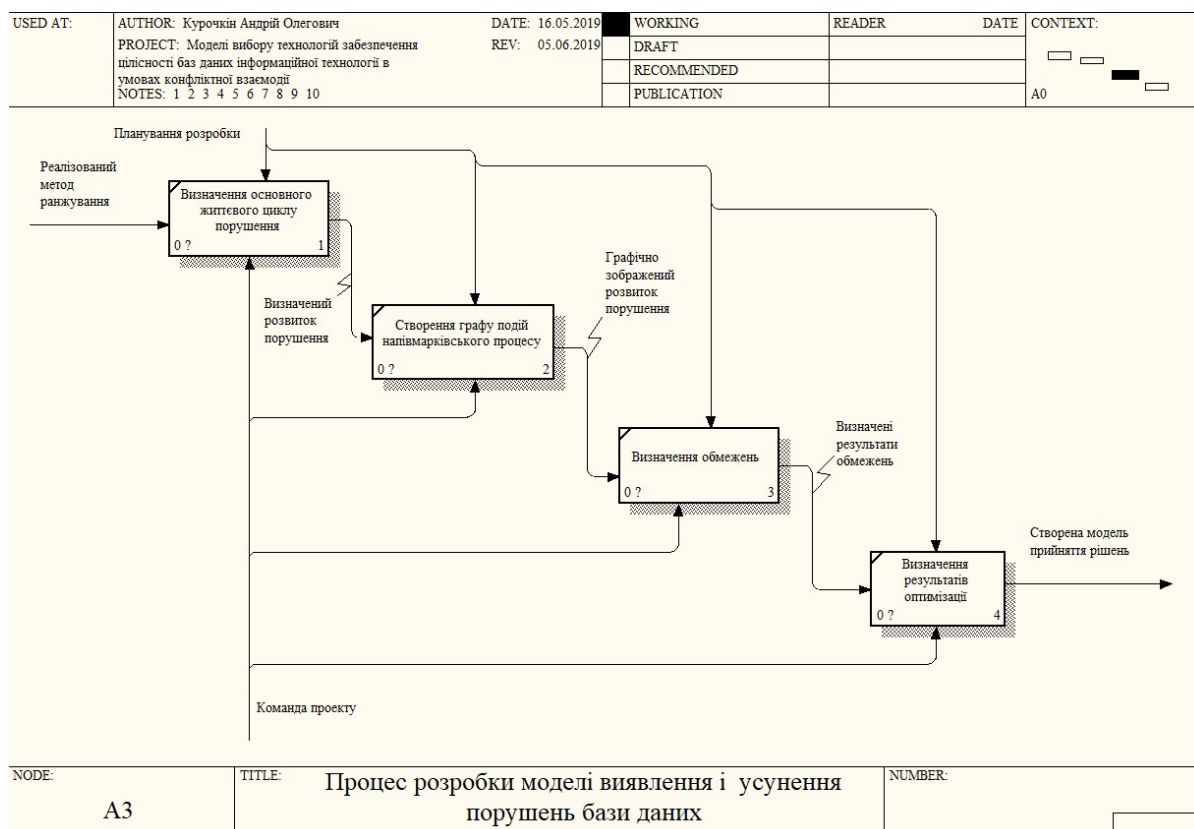 USED AT:
AUTHOR: Курочкін Андрій Олегович
DATE: 16.05.2019
PROJECT: Моделі вибору технологій забезпечення
цілісності баз даних інформаційної технології в
умовах конфліктної взаємодії
REV: 05.06.2019
NOTES: 1 2 3 4 5 6 7 8 9 10
WORKING
DRAFT
RECOMMENDED
PUBLICATION
READER DATE
CONTEXT:
A0
Планування розробки
Реалізований
метод
ранжування
Визначення основного
життєвого циклу
порушення
0 ? 1
Визначений
розвиток
порушення
Створення графу подій
напівмарківського процесу
0 ? 2
Графічно
зображений
розвиток
порушення
Визначення обмежень
0 ? 3
Визначені
результати
обмежень
Визначення
результатів
оптимізації
0 ? 4
Створена модель
прийняття рішень
Команда проекту
NODE:
A3
TITLE:
Процес розробки моделі виявлення і усунення
порушень бази даних
NUMBER: